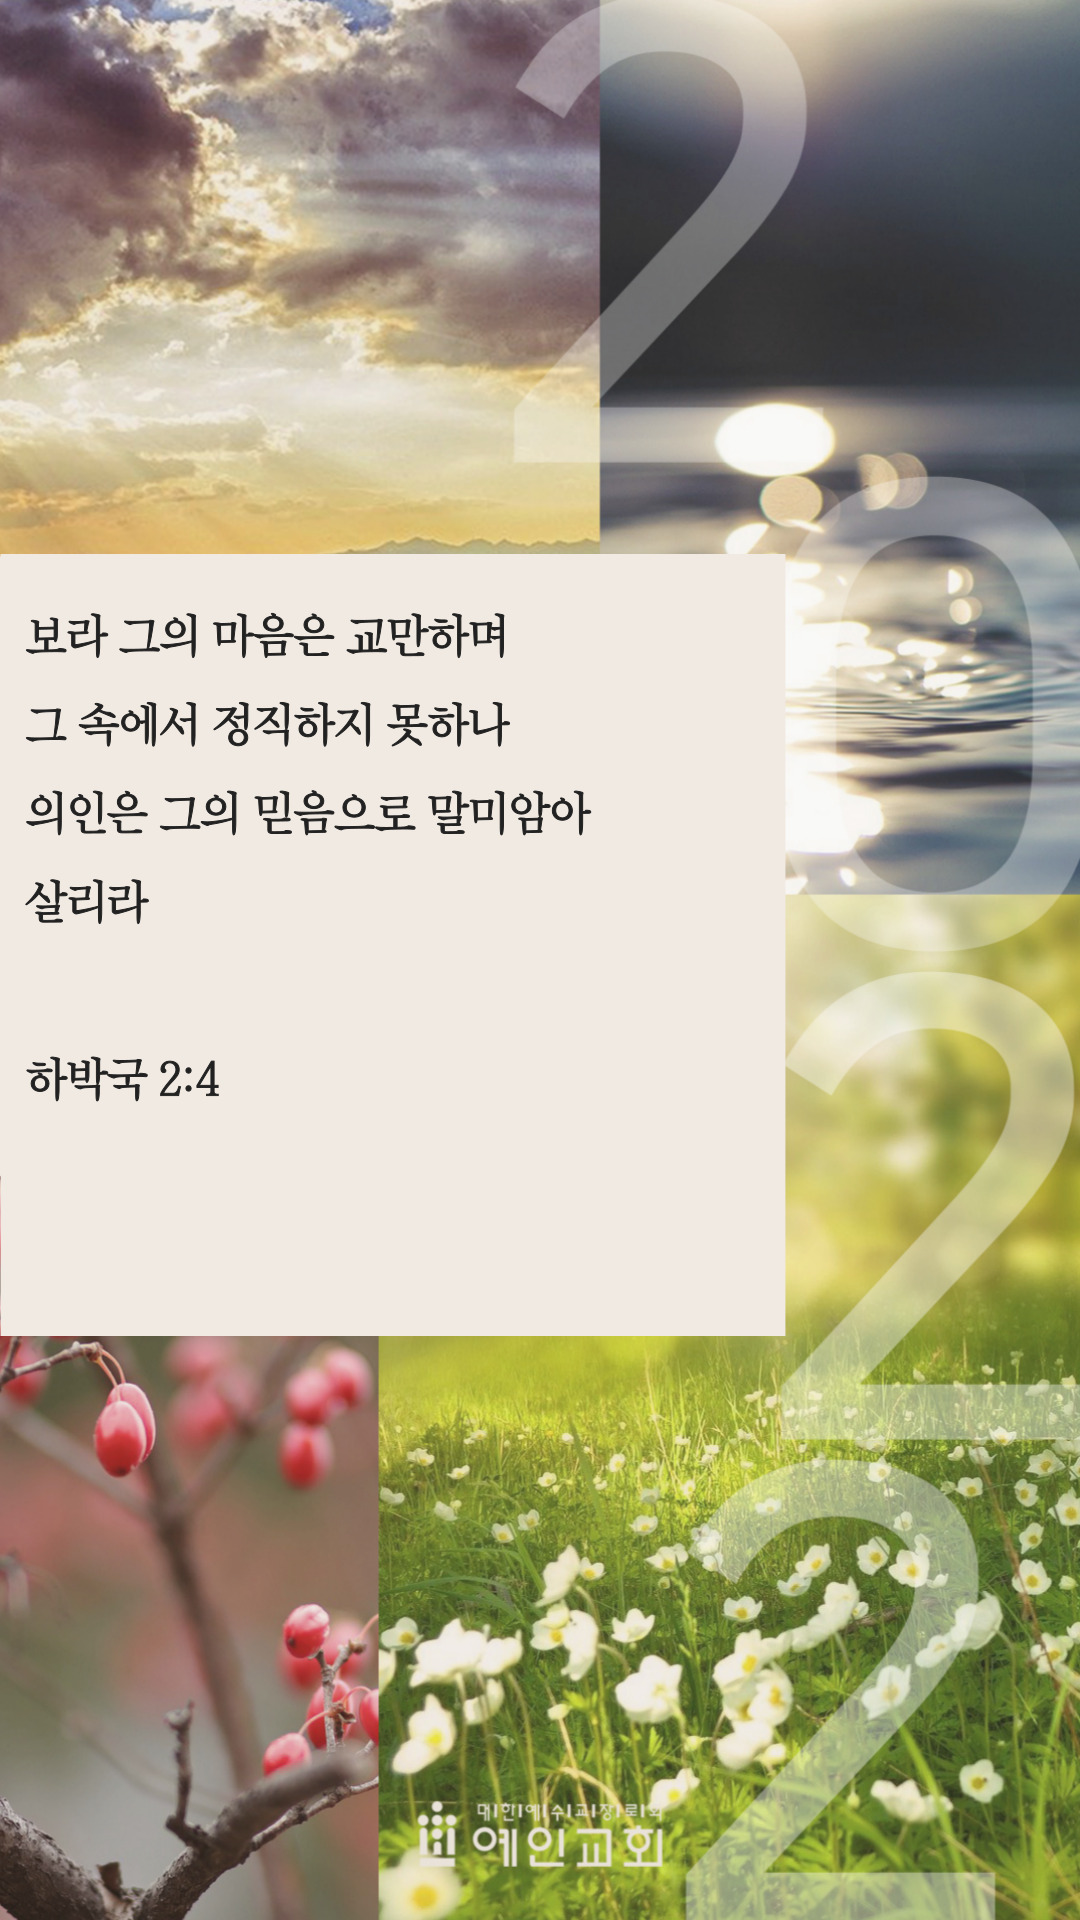 2
0
2
2
보라 그의 마음은 교만하며
그 속에서 정직하지 못하나
의인은 그의 믿음으로 말미암아
살리라
하박국 2:4
대한예수교장로회
예인교회